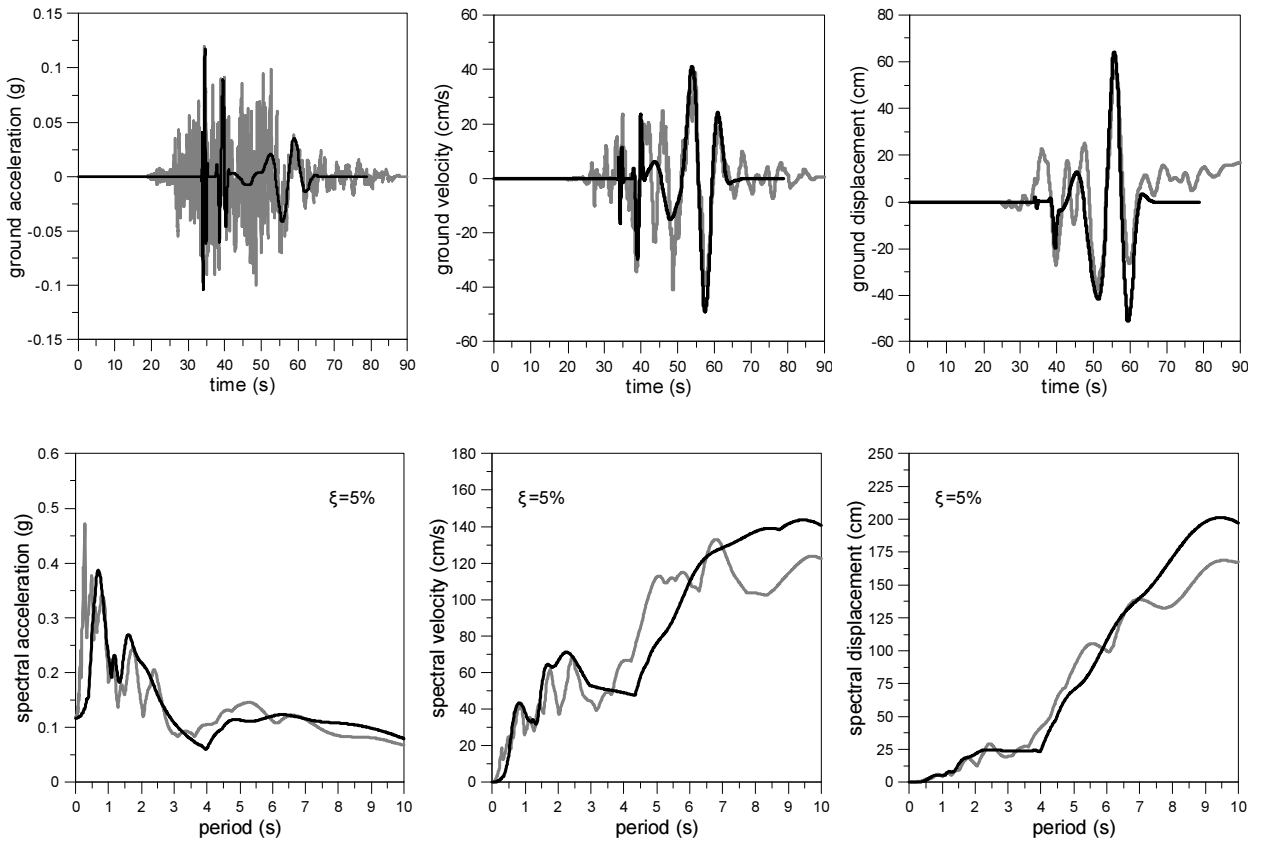 0.15
0.1
0.05
0
-0.05
-0.1
-0.15
ground acceleration (g)
0 10 20 30 40 50 60 70 80 90
time (s)
60
40
20
0
-20
-40
-60
ground velocity (cm/s)
0 10 20 30 40 50 60 70 80 90
time (s)
80
60
40
20
0
-20
-40
-60
ground displacement (cm)
0 10 20 30 40 50 60 70 80 90
time (s)
0.6
0.5
0.4
0.3
0.2
0.1
0
spectral acceleration (g)
ξ=5%
0 1 2 3 4 5 6 7 8 9 10
period (s)
180
160
140
120
100
80
60
40
20
0
spectral velocity (cm/s)
ξ=5%
0 1 2 3 4 5 6 7 8 9 10
period (s)
250
225
200
175
150
125
100
75
50
25
0
spectral displacement (cm)
ξ=5%
0 1 2 3 4 5 6 7 8 9 10
period (s)